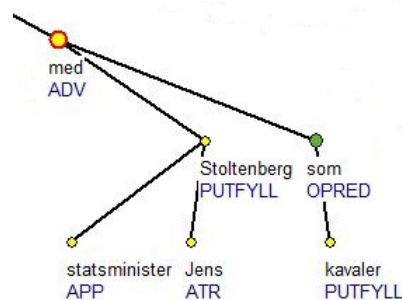 med
ADV
Stoltenberg som
PUTFYLL OPRED
statsminister Jens kavaler
APP ATR PUTFYLL